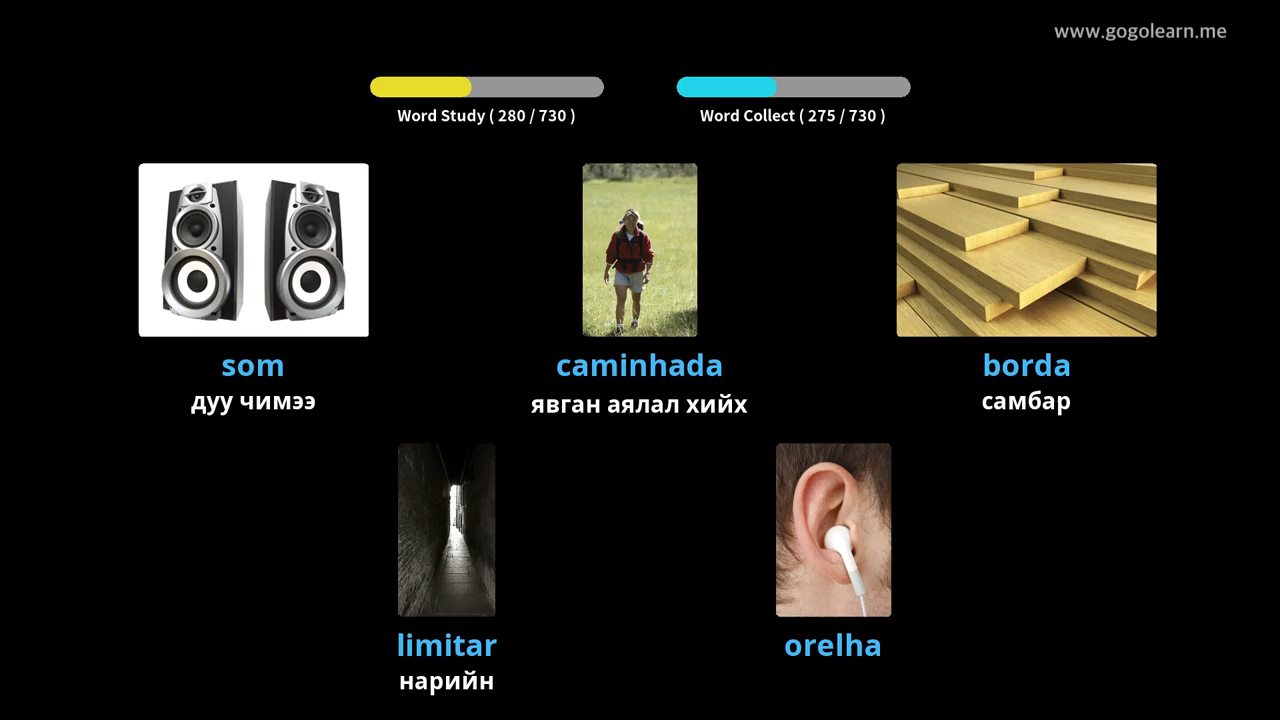 www.gogolearn.me
Word Study ( 280 / 730 )
Word Collect ( 275 / 730 )
som
дуу чимээ
caminhada
явган аялал хийх
borda
самбар
limitar
нарийн
orelha